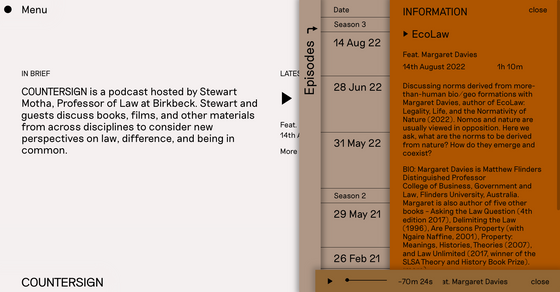 Menu
IN BRIEF
COUNTERSIGN is a podcast hosted by Stewart
Motha, Professor of Law at Birkbeck. Stewart and
guests discuss books, films, and other materials
from across disciplines to consider new
perspectives on law, difference, and being in
common.
COUNTERSIGN
LATES
Feat.
14th A
More
Episodes
Date
Season 3
14 Aug 22
28 Jun 22
31 May 22
Season 2
29 May 21
26 Feb 21
INFORMATION
close
EcoLaw
Feat. Margaret Davies
14th August 2022 1h 10m
Discussing norms derived from more-
than-human bio/geo formations with
Margaret Davies, author of EcoLaw:
Legality, Life, and the Normativity of
Nature (2022). Nomos and nature are
usually viewed in opposition. Here we
ask, what are the norms to be derived
from nature? How do they emerge and
coexist?
BIO: Margaret Davies is Matthew Flinders
Distinguished Professor
College of Business, Government and
Law, Flinders University, Australia.
Margaret is also author of five other
books – Asking the Law Question (4th
edition 2017), Delimiting the Law
(1996), Are Persons Property (with
Ngaire Naffine, 2001), Property:
Meanings, Histories, Theories (2007),
and Law Unlimited (2017, winner of the
SLSA Theory and History Book Prize).
-70m 24s st. Margaret Davies close